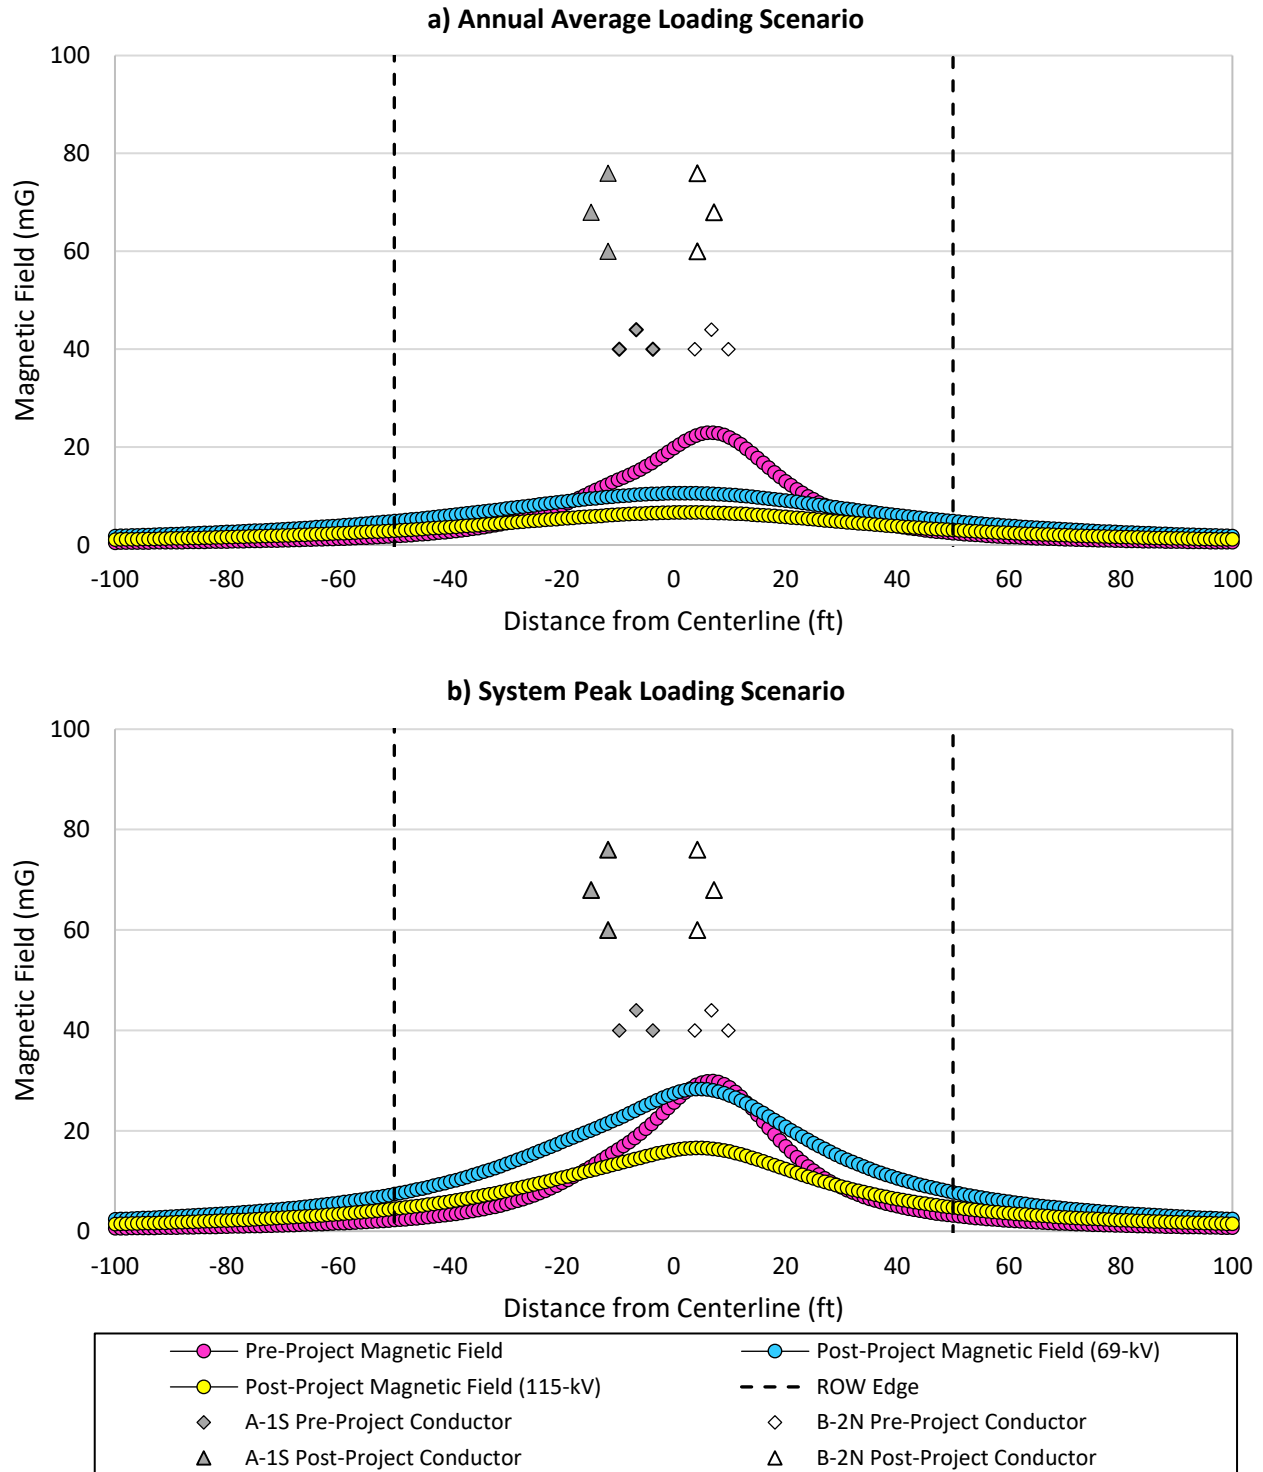 a) Annual Average Loading Scenario
100
80
60
40
20
0
Magnetic Field (mG)
-100 -80 -60 -40 -20 0 20 40 60 80 100
Distance from Centerline (ft)
b) System Peak Loading Scenario
100
80
60
40
20
0
Magnetic Field (mG)
-100 -80 -60 -40 -20 0 20 40 60 80 100
Distance from Centerline (ft)
Pre-Project Magnetic Field Post-Project Magnetic Field (69-kV)
Post-Project Magnetic Field (115-kV) ROW Edge
A-1S Pre-Project Conductor B-2N Pre-Project Conductor
A-1S Post-Project Conductor B-2N Post-Project Conductor